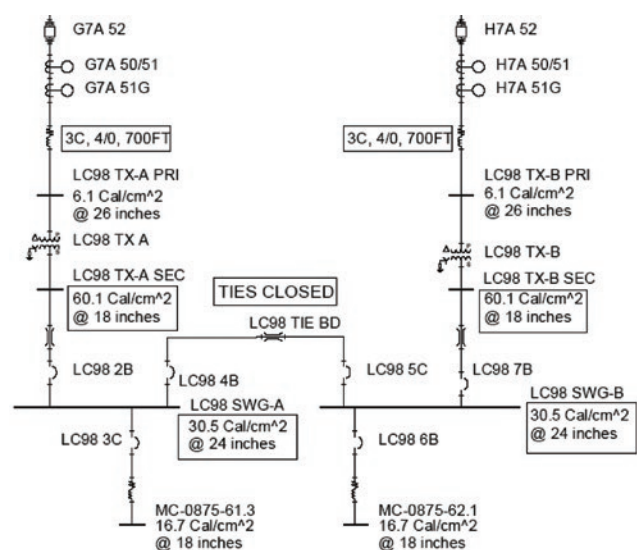 G7A 52
H7A 52
G7A 50/51
G7A 51G
H7A 50/51
H7A 51G
3C, 4/0, 700FT
3C, 4/0, 700FT
LC98 TX-A PRI
6.1 Cal/cm^2
@ 26 inches
LC98 TX-B PRI
6.1 Cal/cm^2
@ 26 inches
LC98 TX A
LC98 TX-B
LC98 TX-A SEC
60.1 Cal/cm^2
@ 18 inches
TIES CLOSED
LC98 TX-B SEC
60.1 Cal/cm^2
@ 18 inches
LC98 TIE BD
LC98 2B
LC98 4B
LC98 5C
LC98 7B
LC98 SWG-A
30.5 Cal/cm^2
@ 24 inches
LC98 SWG-B
30.5 Cal/cm^2
@ 24 inches
LC98 3C
LC98 6B
MC-0875-61.3
16.7 Cal/cm^2
@ 18 inches
MC-0875-62.1
16.7 Cal/cm^2
@ 18 inches